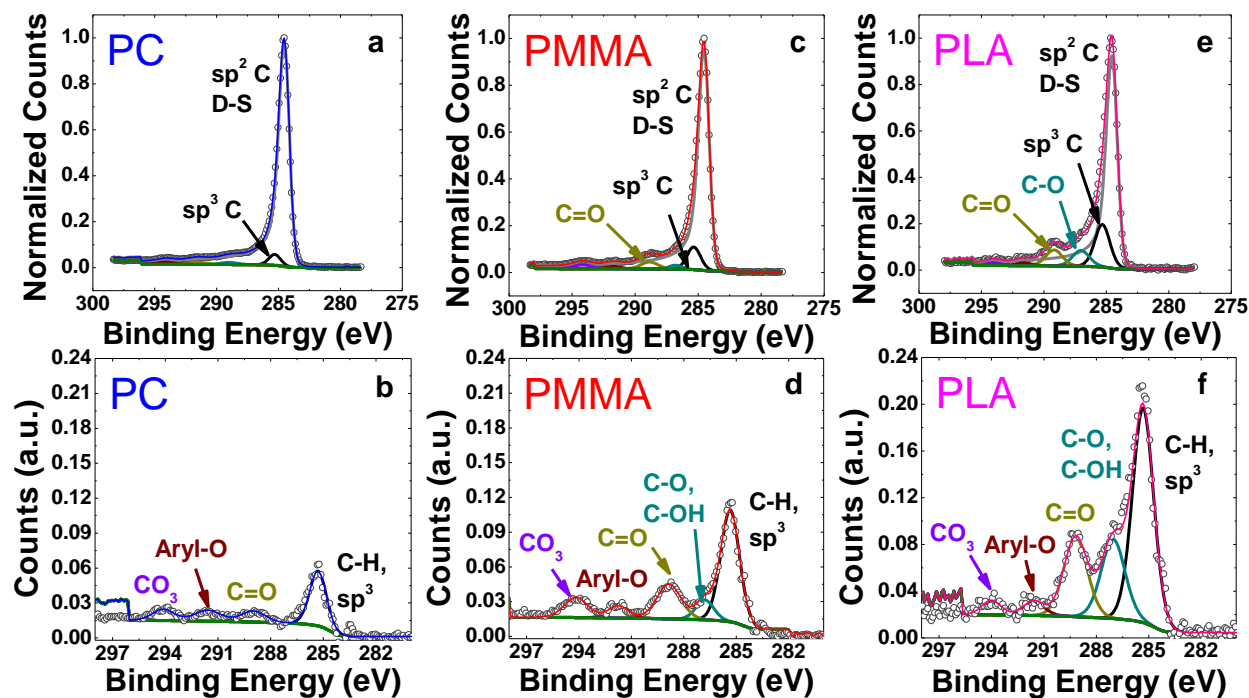 PC
a
sp² C
D-S
sp³ C
Normalized Counts
1.0
0.8
0.6
0.4
0.2
0.0
300 295 290 285 280 275
Binding Energy (eV)
PMMA
c
sp² C
D-S
sp³ C
C=O
Normalized Counts
1.0
0.8
0.6
0.4
0.2
0.0
300 295 290 285 280 275
Binding Energy (eV)
PLA
e
sp² C
D-S
sp³ C
C-O
C=O
Normalized Counts
1.0
0.8
0.6
0.4
0.2
0.0
300 295 290 285 280 275
Binding Energy (eV)
PC
b
Aryl-O
CO₃
C=O
C-H,
sp³
Counts (a.u.)
0.24
0.21
0.18
0.15
0.12
0.09
0.06
0.03
0.00
297 294 291 288 285 282
Binding Energy (eV)
PMMA
d
C-O,
C-OH
C-H,
sp³
C=O
CO₃
Aryl-O
Counts (a.u.)
0.24
0.21
0.18
0.15
0.12
0.09
0.06
0.03
0.00
297 294 291 288 285 282
Binding Energy (eV)
PLA
f
C-O,
C-OH
C-H,
sp³
C=O
CO₃
Aryl-O
Counts (a.u.)
0.20
0.16
0.12
0.08
0.04
0.00
297 294 291 288 285 282
Binding Energy (eV)